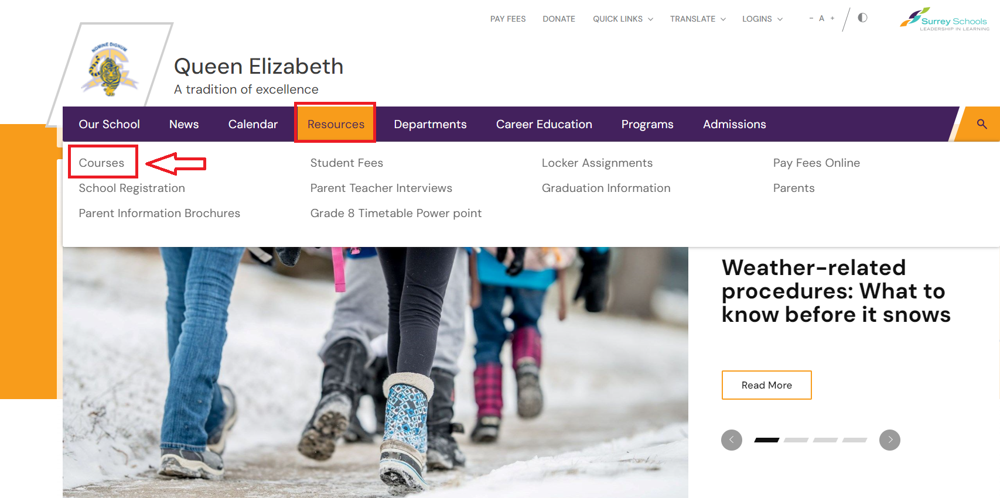 PAY FEES DONATE QUICK LINKS TRANSLATE LOGINS - A +
Surrey Schools
LEADERSHIP IN LEARNING
NOMINE DIGNUM
Queen Elizabeth
A tradition of excellence
Our School News Calendar Resources Departments Career Education Programs Admissions
Courses Student Fees Locker Assignments Pay Fees Online
School Registration Parent Teacher Interviews Graduation Information Parents
Parent Information Brochures Grade 8 Timetable Power point
Weather-related
procedures: What to
know before it snows
Read More